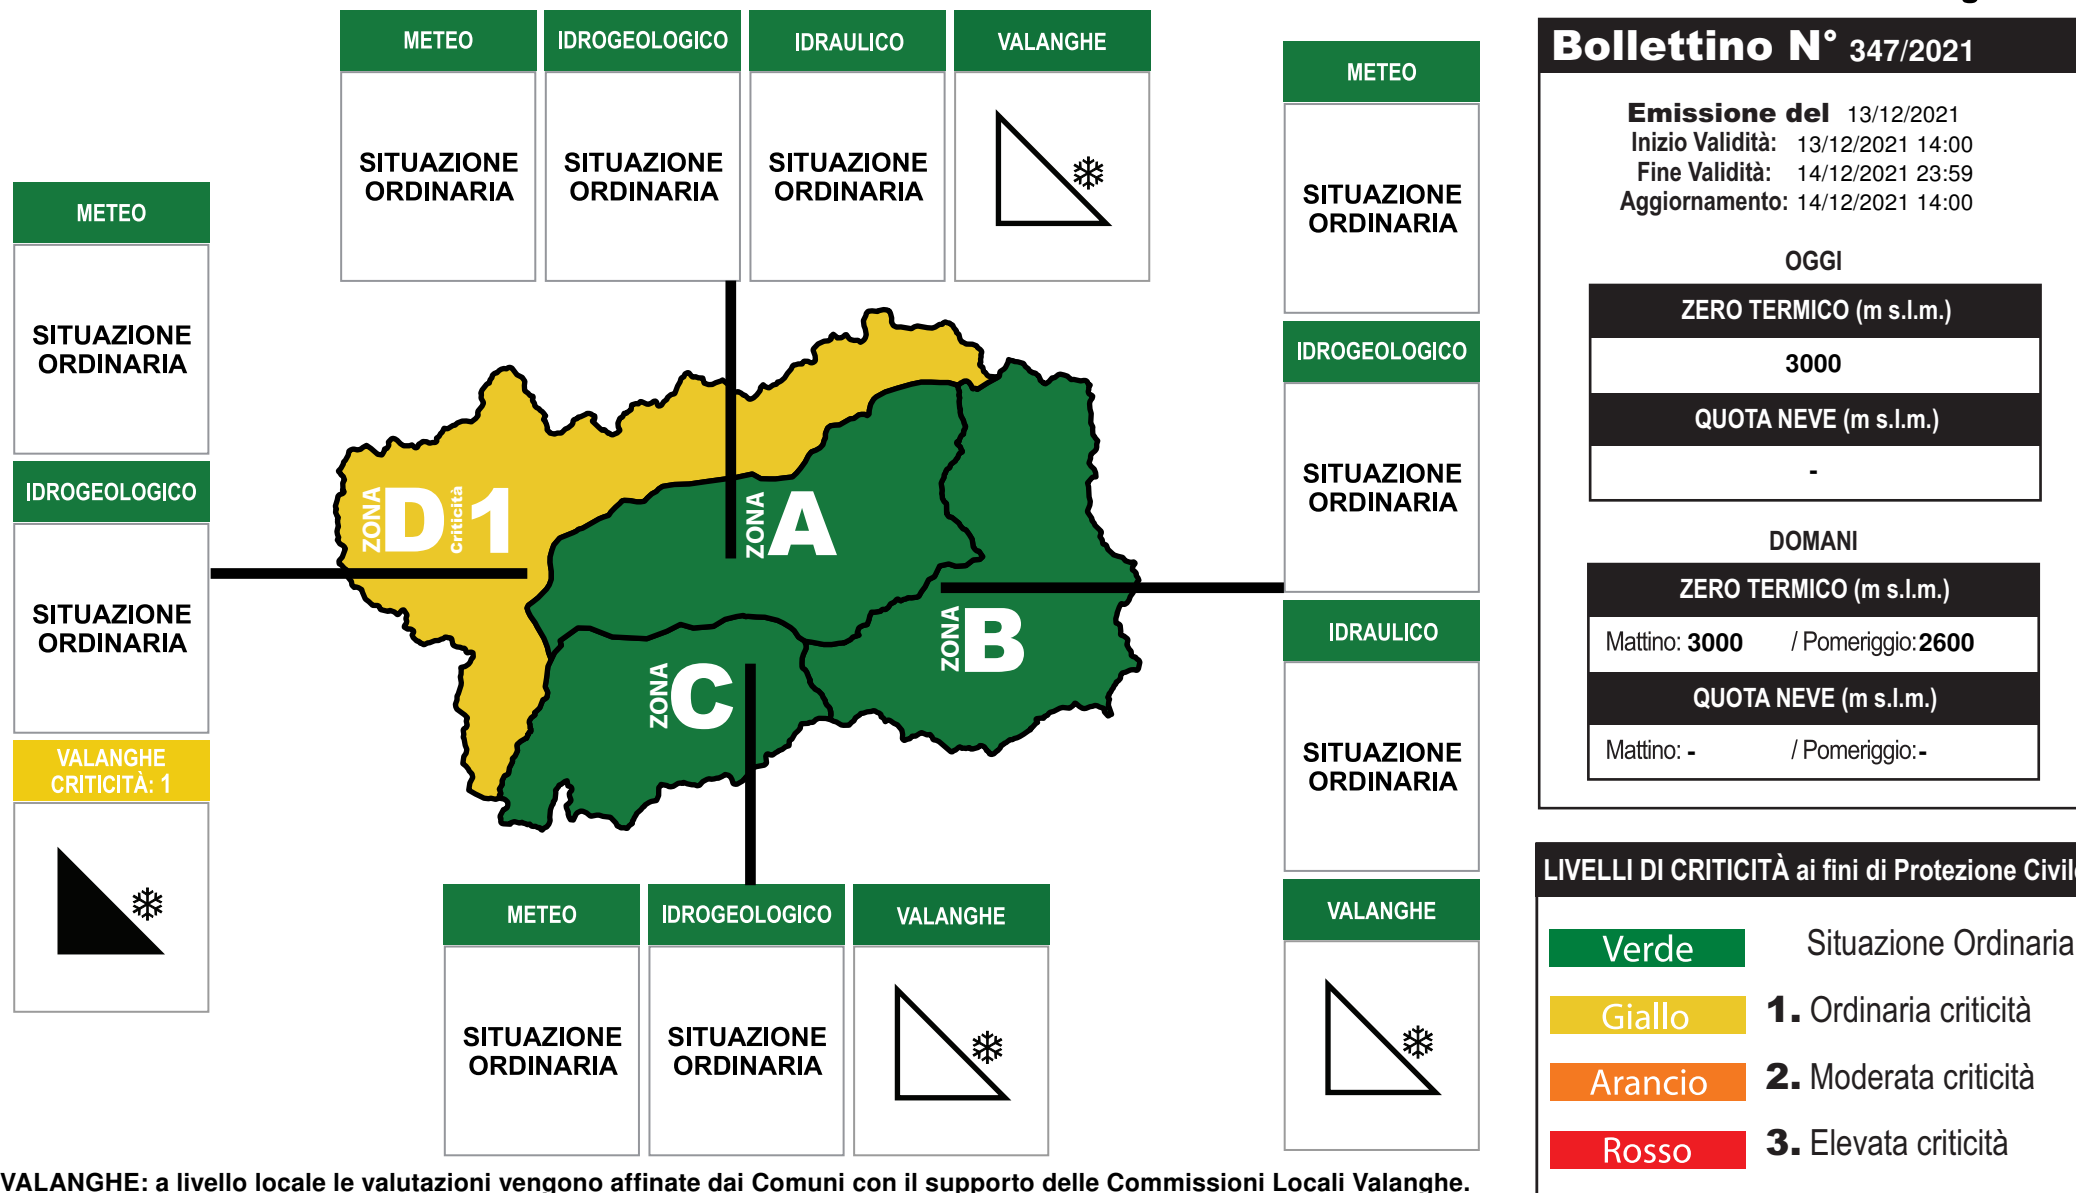 METEO
IDROGEOLOGICO
IDRAULICO
VALANGHE
SITUAZIONE
ORDINARIA
SITUAZIONE
ORDINARIA
SITUAZIONE
ORDINARIA
METEO
SITUAZIONE
ORDINARIA
IDROGEOLOGICO
SITUAZIONE
ORDINARIA
VALANGHE
CRITICITÀ: 1
ZONA D Criticità 1
ZONA A
ZONA B
ZONA C
METEO
SITUAZIONE
ORDINARIA
IDROGEOLOGICO
SITUAZIONE
ORDINARIA
IDRAULICO
SITUAZIONE
ORDINARIA
VALANGHE
METEO
IDROGEOLOGICO
VALANGHE
SITUAZIONE
ORDINARIA
SITUAZIONE
ORDINARIA
Bollettino N° 347/2021
Emissione del 13/12/2021
Inizio Validità: 13/12/2021 14:00
Fine Validità: 14/12/2021 23:59
Aggiornamento: 14/12/2021 14:00
OGGI
ZERO TERMICO (m s.l.m.)
3000
QUOTA NEVE (m s.l.m.)
-
DOMANI
ZERO TERMICO (m s.l.m.)
Mattino: 3000 / Pomeriggio: 2600
QUOTA NEVE (m s.l.m.)
Mattino: - / Pomeriggio: -
LIVELLI DI CRITICITÀ ai fini di Protezione Civile
Verde Situazione Ordinaria
Giallo 1. Ordinaria criticità
Arancio 2. Moderata criticità
Rosso 3. Elevata criticità
VALANGHE: a livello locale le valutazioni vengono affinate dai Comuni con il supporto delle Commissioni Locali Valanghe.